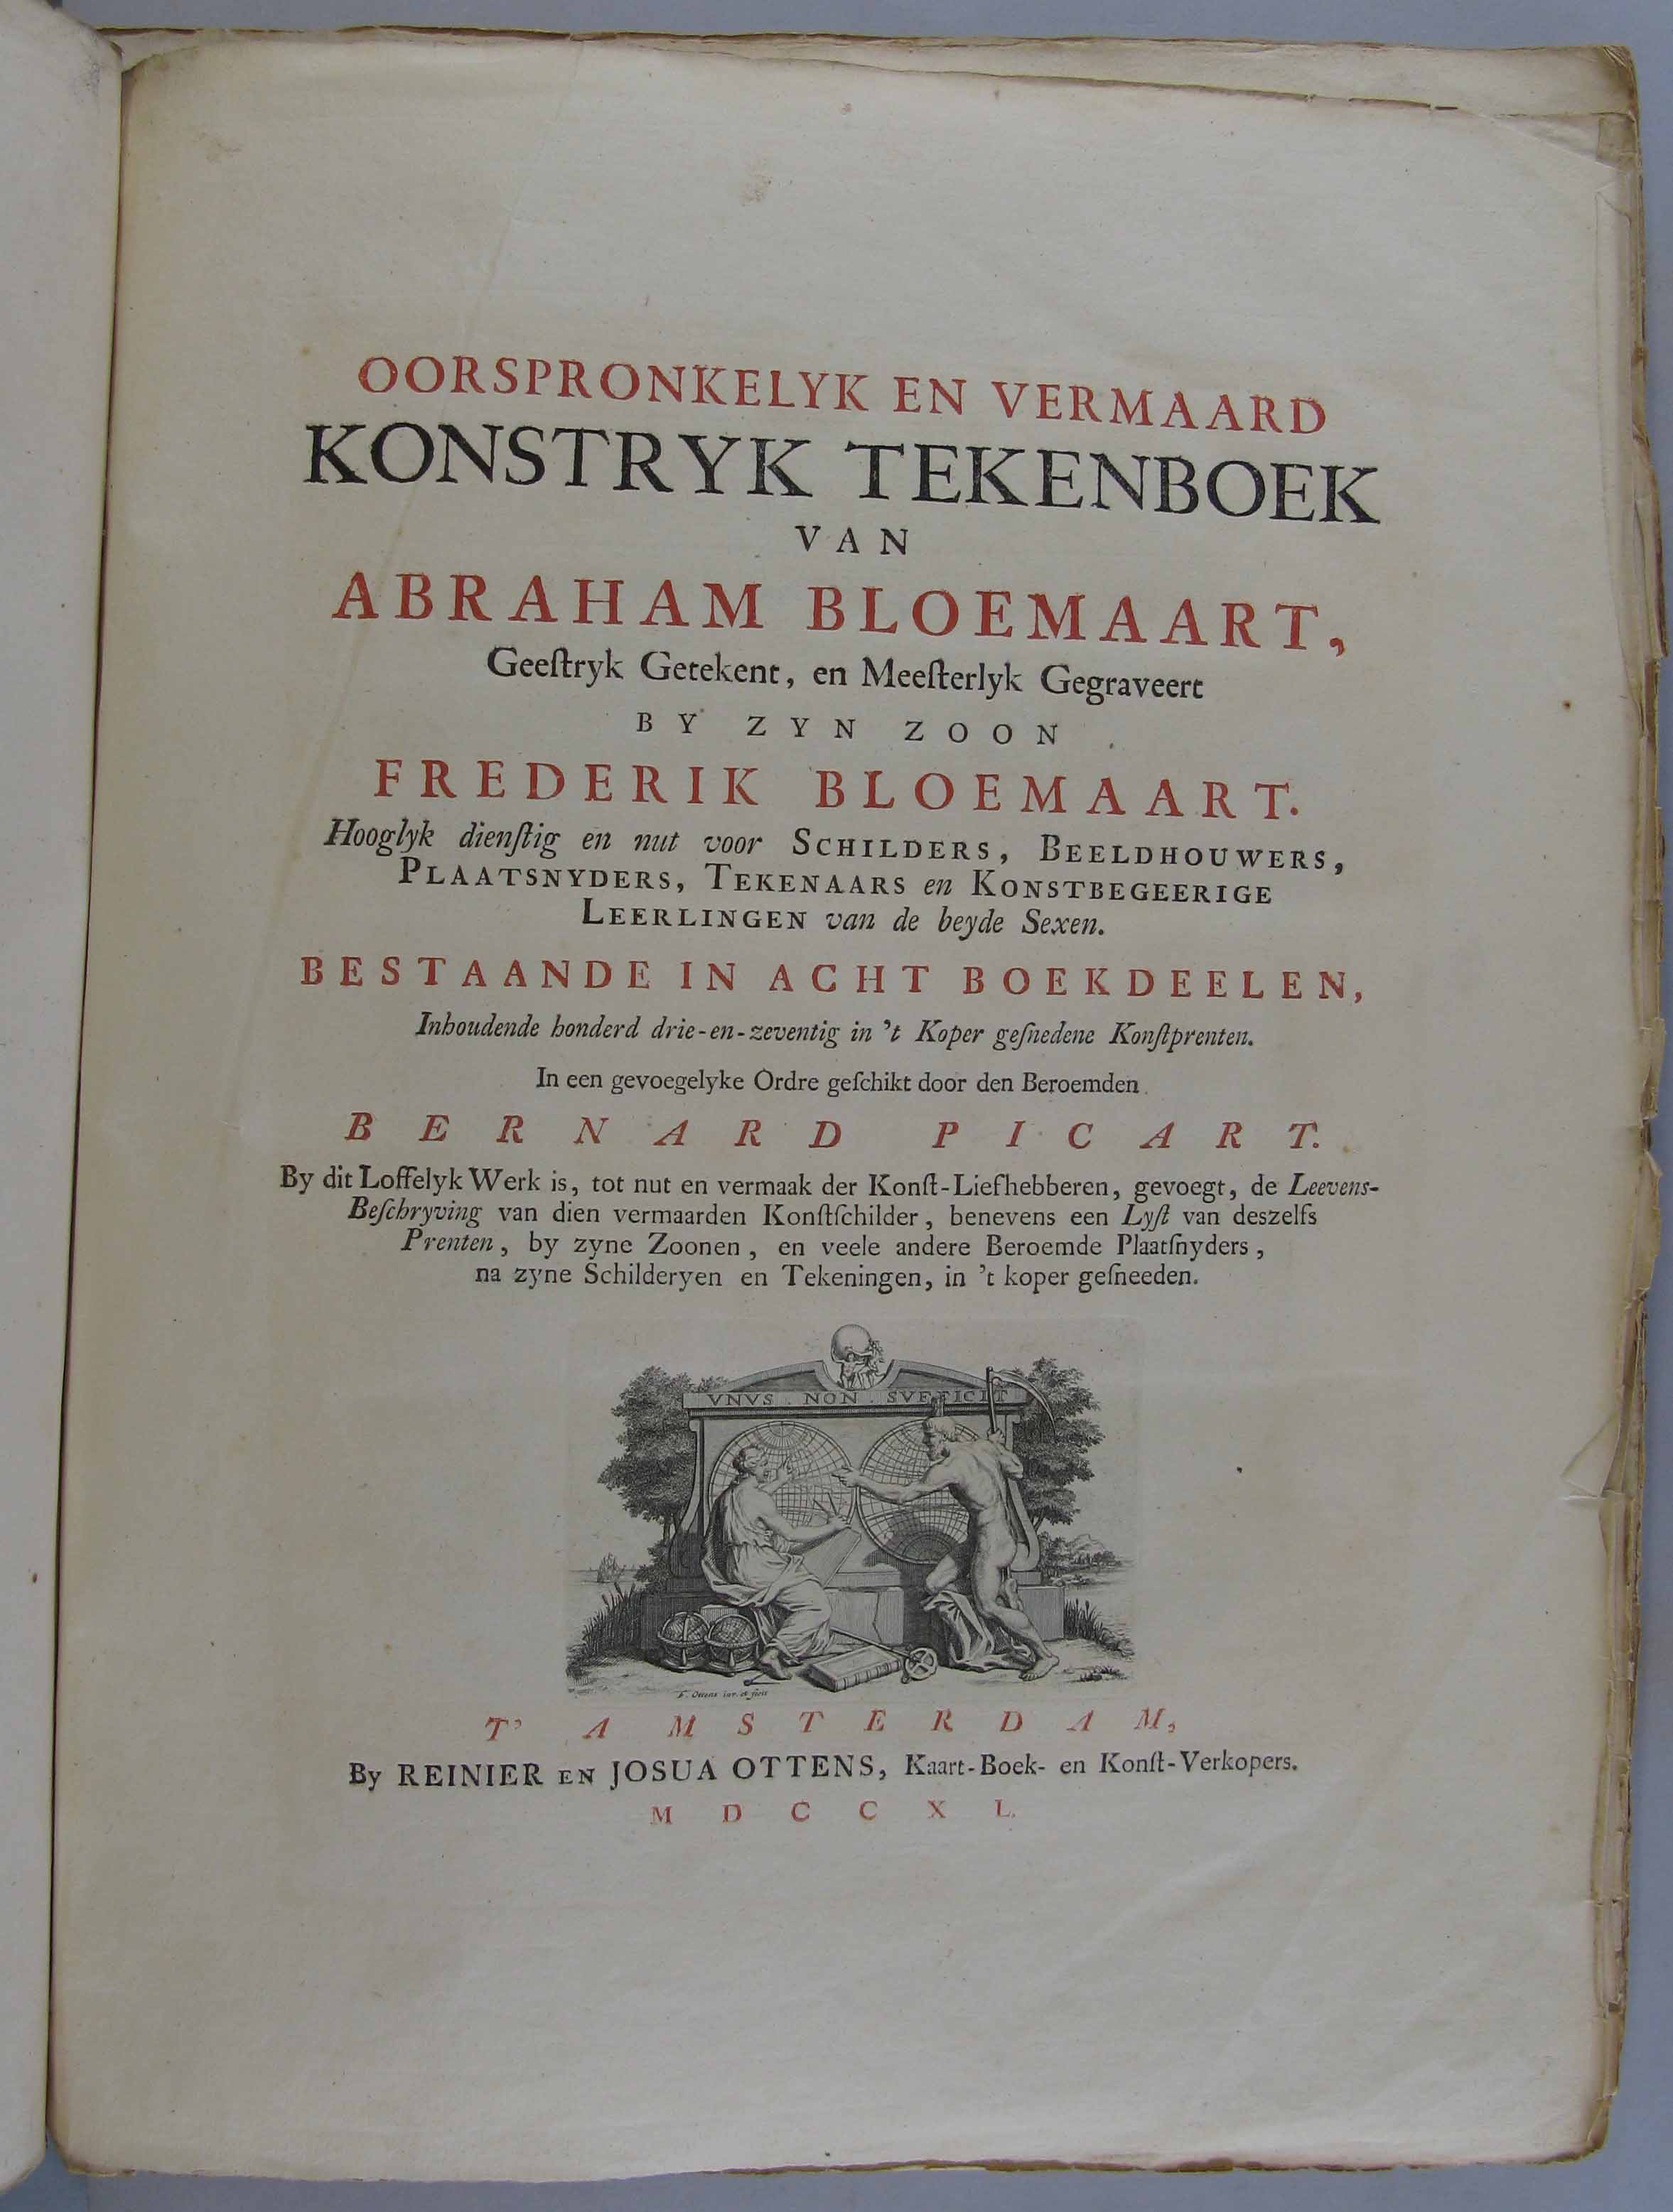 OORSPRONKELYK EN VERMAARD
KONSTRYK TEKENBOEK
VAN
ABRAHAM BLOEMAART,
Geeſtryk Getekent, en Meeſterlyk Gegraveert
BY ZYN ZOON
FREDERIK BLOEMAART.
Hooglyk dienſtig en nut voor SCHILDERS, BEELDHOUWERS,
PLAATSNYDERS, TEKENAARS en KONSTBEGEERIGE
LEERLINGEN van de beyde Sexen.
BESTAANDE IN ACHT BOEKDEELEN,
Inhoudende honderd drie-en-zeventig in 't Koper geſnedene Konſtprenten.
In een gevoegelyke Ordre geſchikt door den Beroemden
BERNARD PICART.
By dit Loffelyk Werk is, tot nut en vermaak der Konſt-Liefhebberen, gevoegt, de Leevens-
Beſchryving van dien vermaarden Konſtſchilder, benevens een Lyſt van deszelfs
Prenten, by zyne Zoonen, en veele andere Beroemde Plaatſnyders,
na zyne Schilderyen en Tekeningen, in 't koper geſneeden.
VNVS . NON . SVFFICIT
F. Ottens inv. et fecit
T' AMSTERDAM,
By REINIER EN JOSUA OTTENS, Kaart-Boek- en Konſt-Verkopers.
MDCCXL.